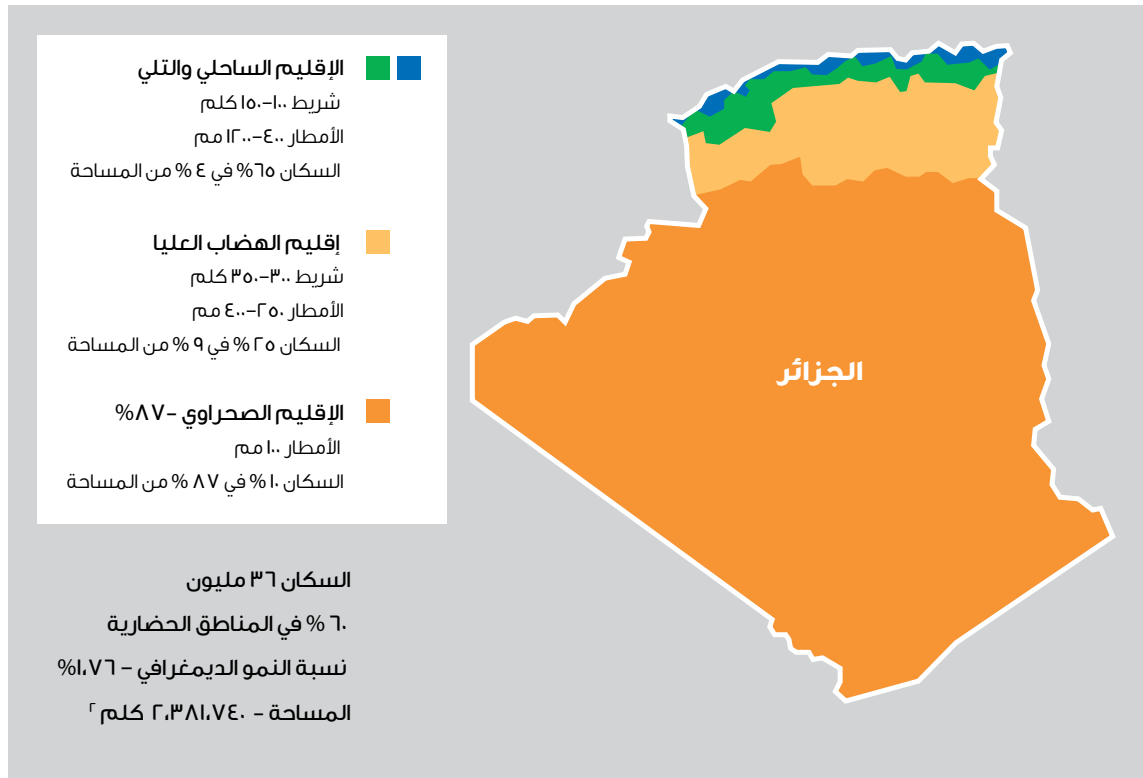 الإقليم الساحلي والتلي
شريط ١٠٠-١٥٠ كلم
الأمطار ٤٠٠-١٢٠٠ مم
السكان ٦٥% في ٤ % من المساحة
إقليم الهضاب العليا
شريط ٣٠٠-٣٥٠ كلم
الأمطار ٢٥٠-٤٠٠ مم
السكان ٢٥ % في ٩ % من المساحة
الإقليم الصحراوي -٨٧%
الأمطار ١٠٠ مم
السكان ١٠ % في ٨٧ % من المساحة
الجزائر
السكان ٣٦ مليون
٦٠ % في المناطق الحضارية
نسبة النمو الديمغرافي - ١،٧٦%
المساحة - ٢،٣٨١،٧٤٠ كلم ٢